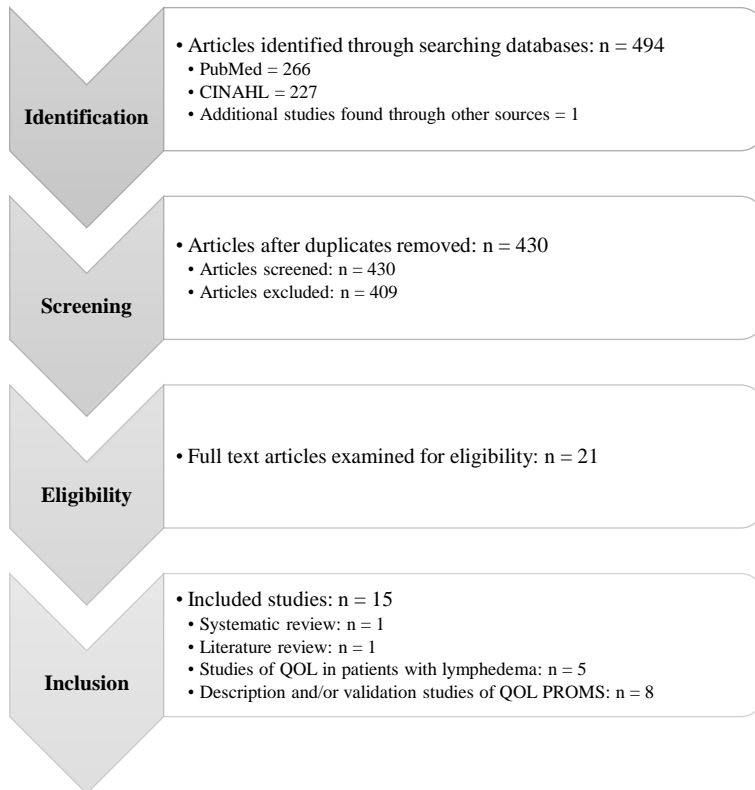 Identification
• Articles identified through searching databases: n = 494
• PubMed = 266
• CINAHL = 227
• Additional studies found through other sources = 1
Screening
• Articles after duplicates removed: n = 430
• Articles screened: n = 430
• Articles excluded: n = 409
Eligibility
• Full text articles examined for eligibility: n = 21
Inclusion
• Included studies: n = 15
• Systematic review: n = 1
• Literature review: n = 1
• Studies of QOL in patients with lymphedema: n = 5
• Description and/or validation studies of QOL PROMS: n = 8